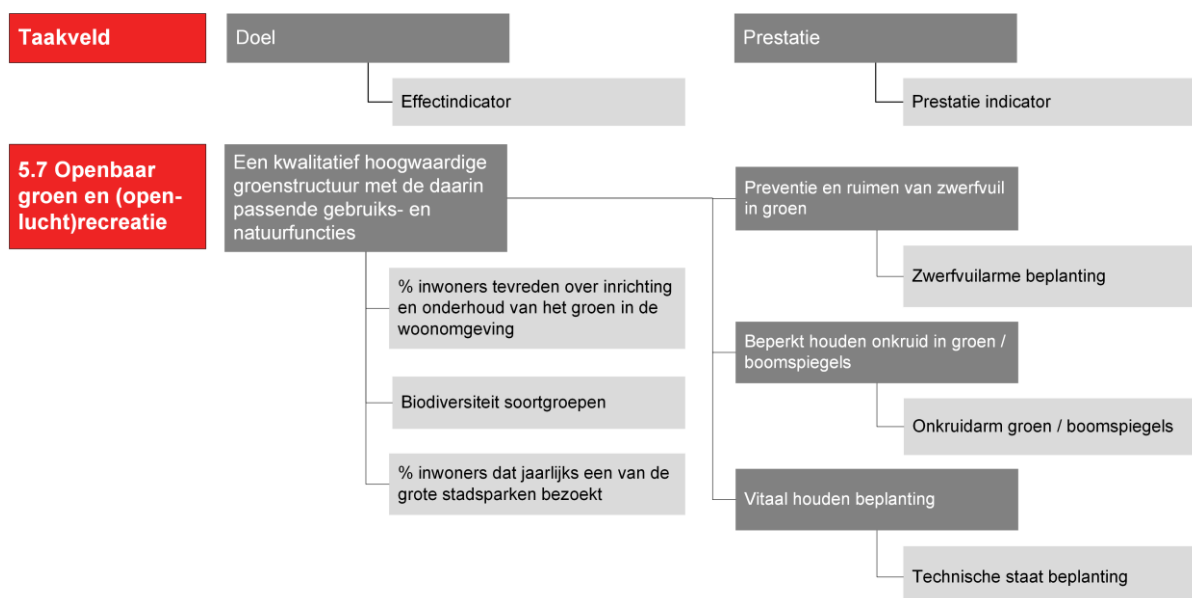 Taakveld
Doel
Prestatie
Effectindicator
Prestatie indicator
5.7 Openbaar
groen en (open-
lucht)recreatie
Een kwalitatief hoogwaardige
groenstructuur met de daarin
passende gebruiks- en
natuurfuncties
Preventie en ruimen van zwerfvuil
in groen
Zwerfvuilarme beplanting
% inwoners tevreden over inrichting
en onderhoud van het groen in de
woonomgeving
Beperkt houden onkruid in groen /
boomspiegels
Biodiversiteit soortgroepen
Onkruidarm groen / boomspiegels
% inwoners dat jaarlijks een van de
grote stadsparken bezoekt
Vitaal houden beplanting
Technische staat beplanting